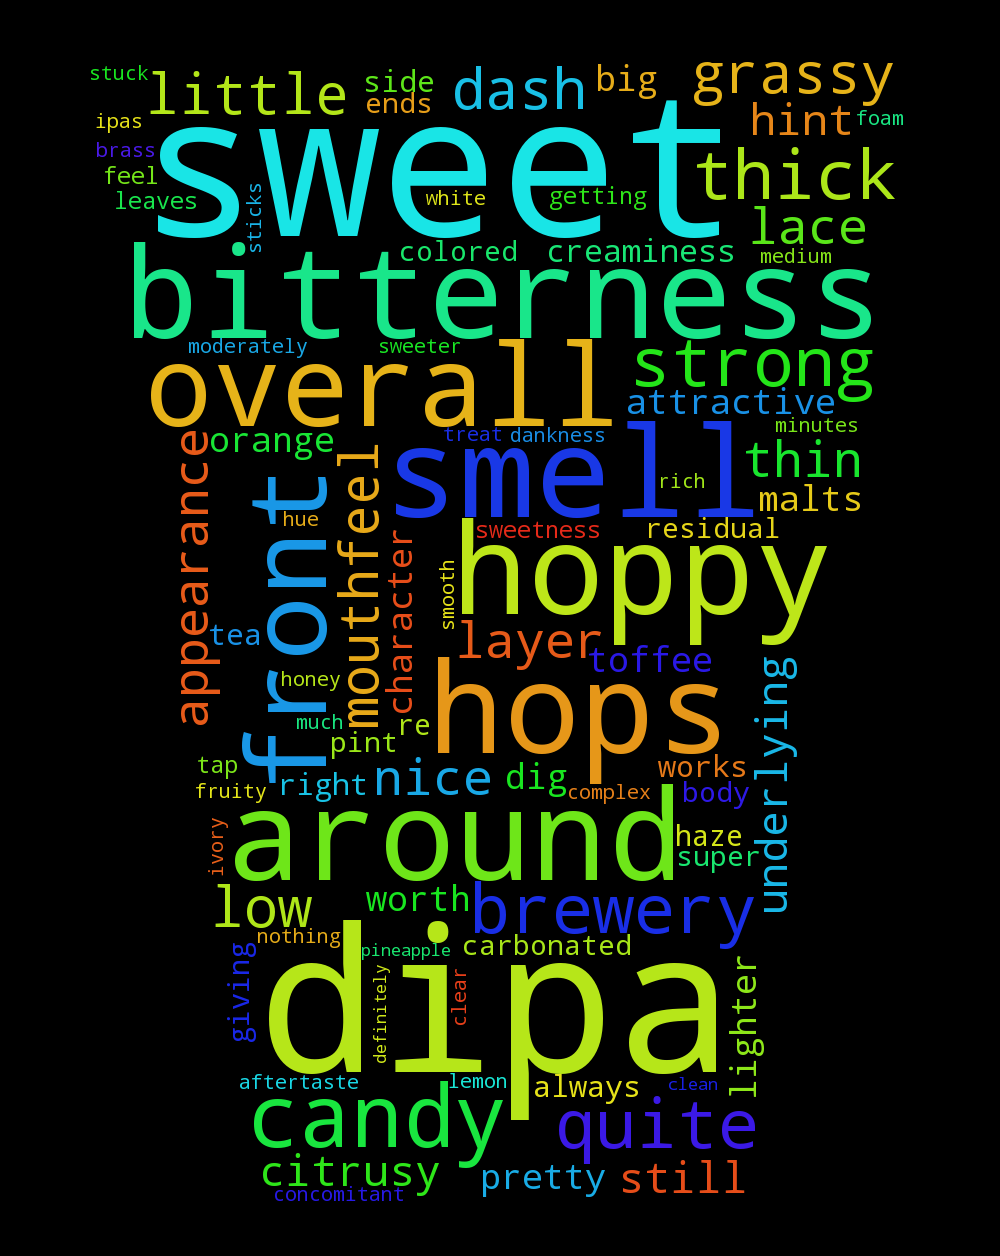 stuck little side ends dash big grassy
ipas hint foam
brass sweet
feel thick
leaves sticks white getting lace
colored creaminess medium
bitterness
moderately sweeter strong
overall attractive
orange treat dankness minutes
smell thin
appearance front mouthfeel rich malts
hue sweetness residual
character smooth hoppy
tea layer toffee
honey hops underlying
much re
pint
tap right nice dig works
fruity complex body
ivory around haze
super
low worth brewery
nothing pineapple carbonated
giving dipa definitely clear lighter
aftertaste lemon always clean
candy quite
citrusy pretty still
concomitant